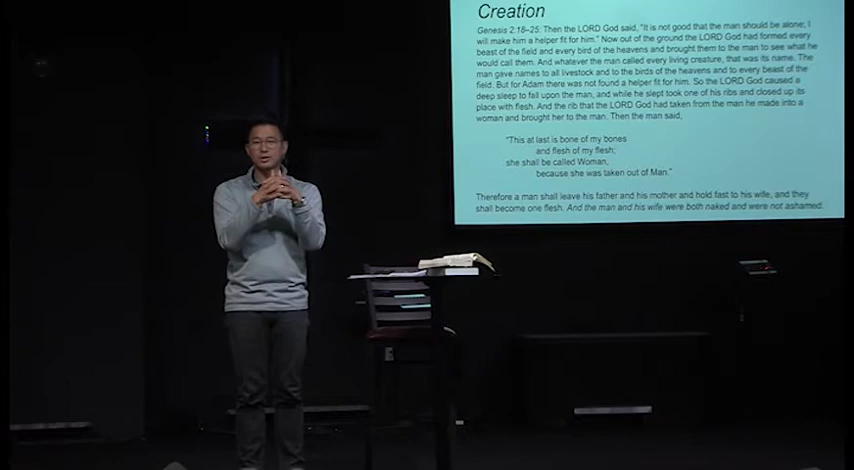 Creation
Genesis 2:18–25: Then the LORD God said, "It is not good that the man should be alone; I
will make him a helper fit for him." Now out of the ground the LORD God had formed every
beast of the field and every bird of the heavens and brought them to the man to see what he
would call them. And whatever the man called every living creature, that was its name. The
man gave names to all livestock and to the birds of the heavens and to every beast of the
field. But for Adam there was not found a helper fit for him. So the LORD God caused a
deep sleep to fall upon the man, and while he slept took one of his ribs and closed up its
place with flesh. And the rib that the LORD God had taken from the man he made into a
woman and brought her to the man. Then the man said,
"This at last is bone of my bones
and flesh of my flesh;
she shall be called Woman,
because she was taken out of Man."
Therefore a man shall leave his father and his mother and hold fast to his wife, and they
shall become one flesh. And the man and his wife were both naked and were not ashamed.